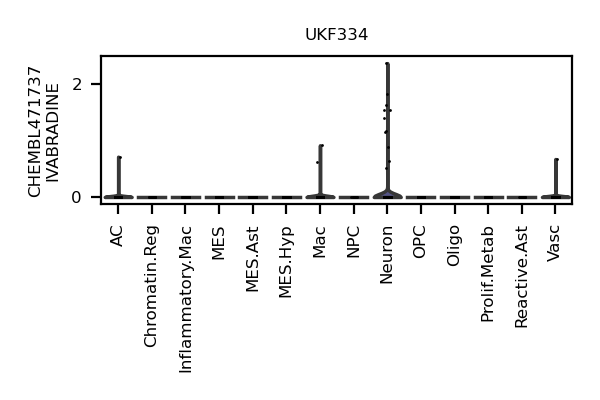 UKF334
CHEMBL471737
IVABRADINE
2
0
AC
Chromatin.Reg
Inflammatory.Mac
MES
MES.Ast
MES.Hyp
Mac
NPC
Neuron
OPC
Oligo
Prolif.Metab
Reactive.Ast
Vasc